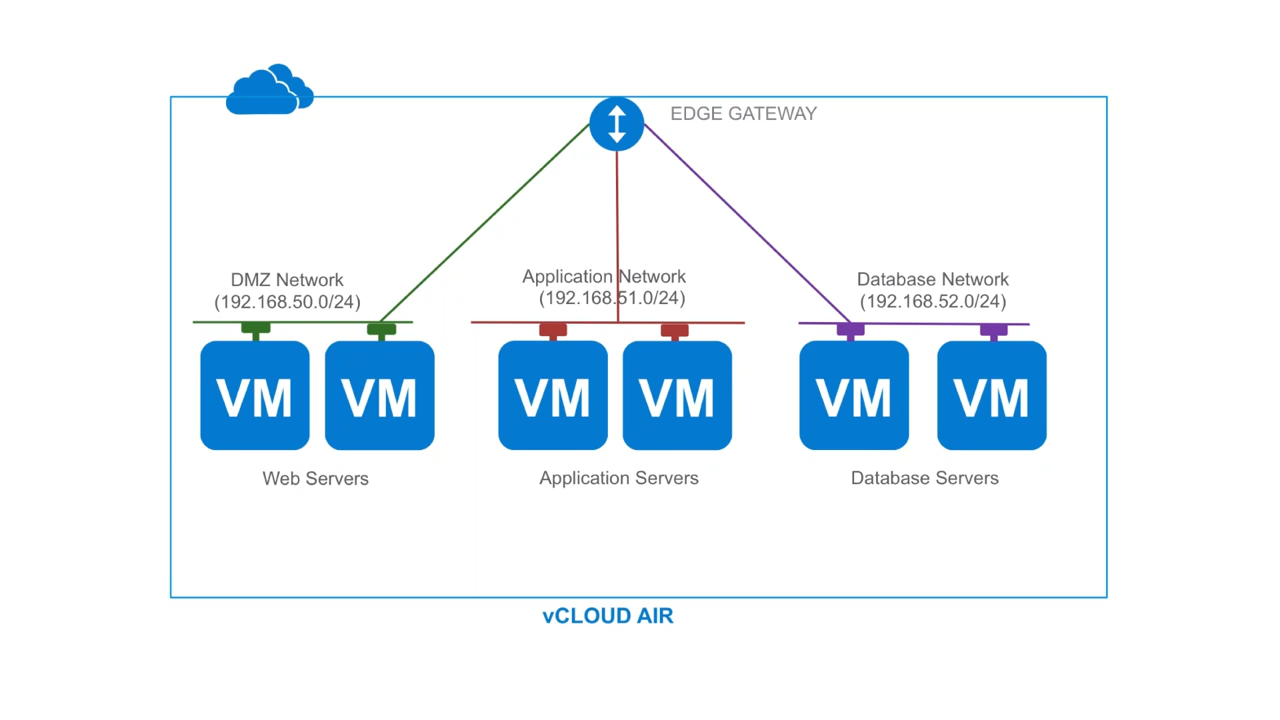 EDGE GATEWAY
DMZ Network
(192.168.50.0/24)
Application Network
(192.168.51.0/24)
Database Network
(192.168.52.0/24)
VM VM VM VM VM VM
Web Servers
Application Servers
Database Servers
vCLOUD AIR